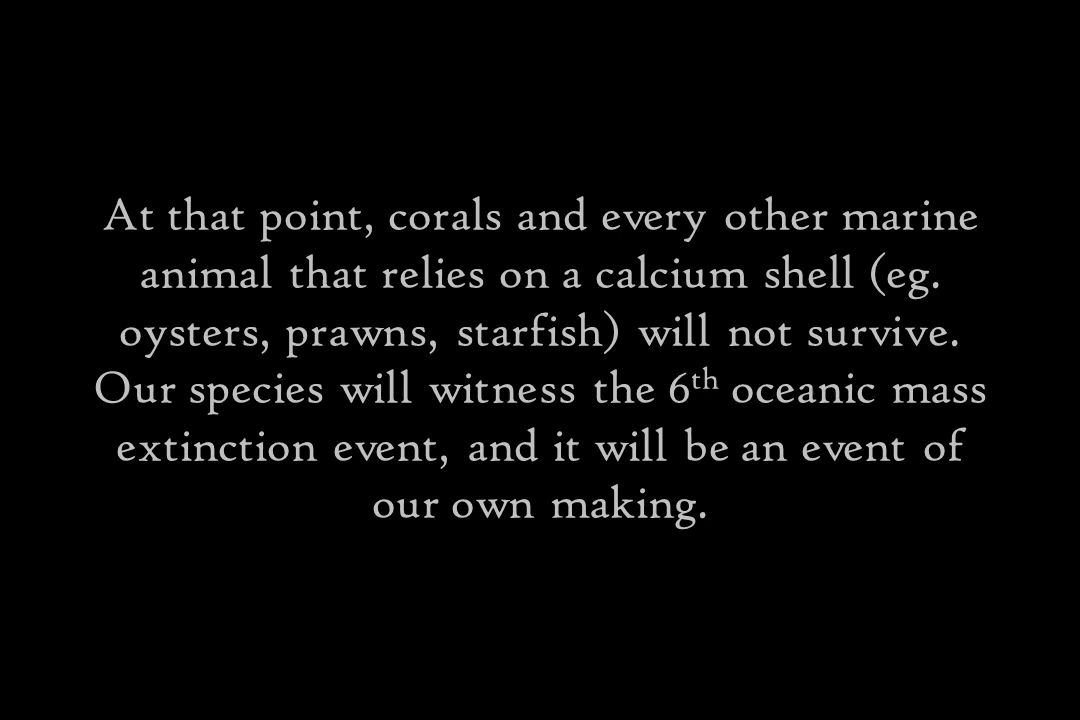 At that point, corals and every other marine
animal that relies on a calcium shell (eg.
oysters, prawns, starfish) will not survive.
Our species will witness the 6th oceanic mass
extinction event, and it will be an event of
our own making.